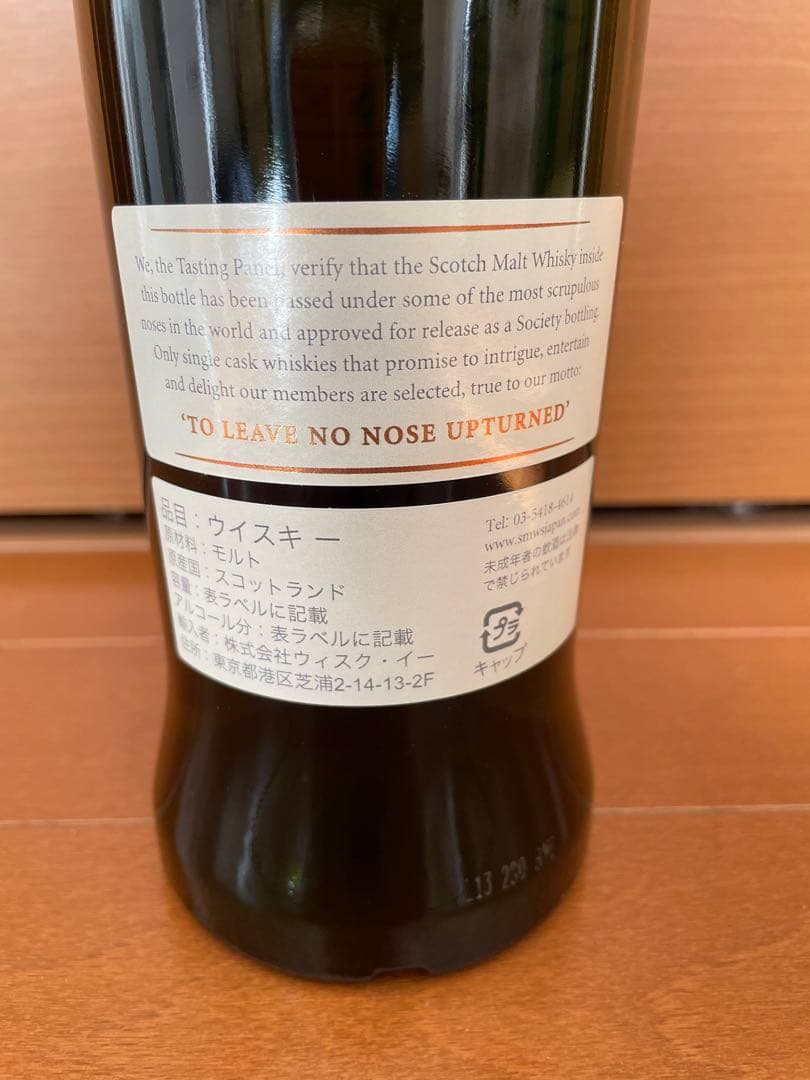 We, the Tasting Panel, verify that the Scotch Malt Whisky inside
this bottle has been passed under some of the most scrupulous
noses in the world and approved for release as a Society bottling.
Only single cask whiskies that promise to intrigue, entertain
and delight our members are selected, true to our motto:
‘TO LEAVE NO NOSE UPTURNED’
品目：ウイスキー
原材料：モルト
原産国：スコットランド
容量：表ラベルに記載
アルコール分：表ラベルに記載
輸入者：株式会社ウィスク・イー
住所：東京都港区芝浦2-14-13-2F
Tel: 03-5418-4614
www.smwsjapan.com
未成年者の飲酒は法律
で禁じられています
プラ
キャップ
L13 230